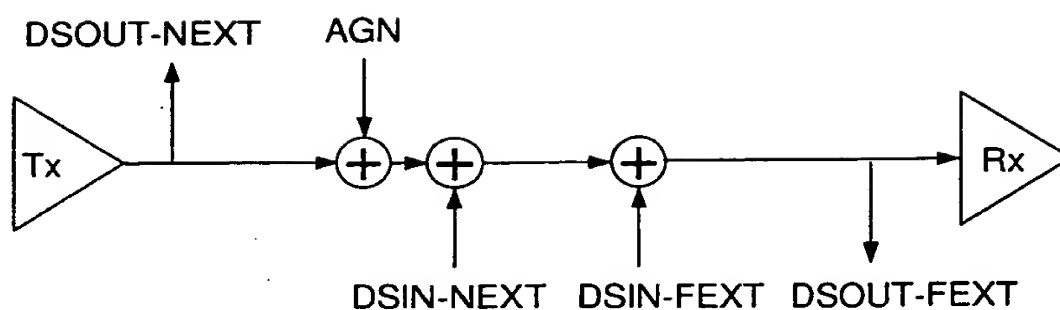 DSOUT-NEXT
AGN
Tx
+
+
+
Rx
DSIN-NEXT
DSIN-FEXT
DSOUT-FEXT